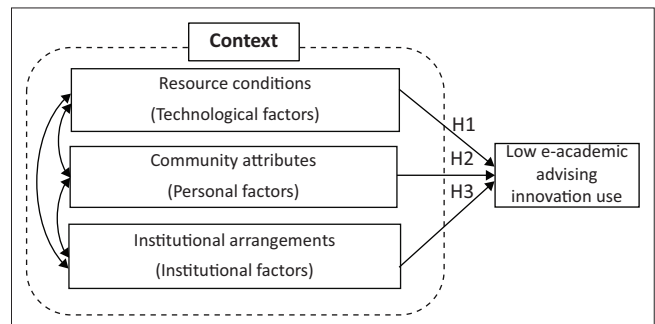 Context
Resource conditions
(Technological factors)
Community attributes
(Personal factors)
Institutional arrangements
(Institutional factors)
H1
H2
H3
Low e-academic
advising
innovation use